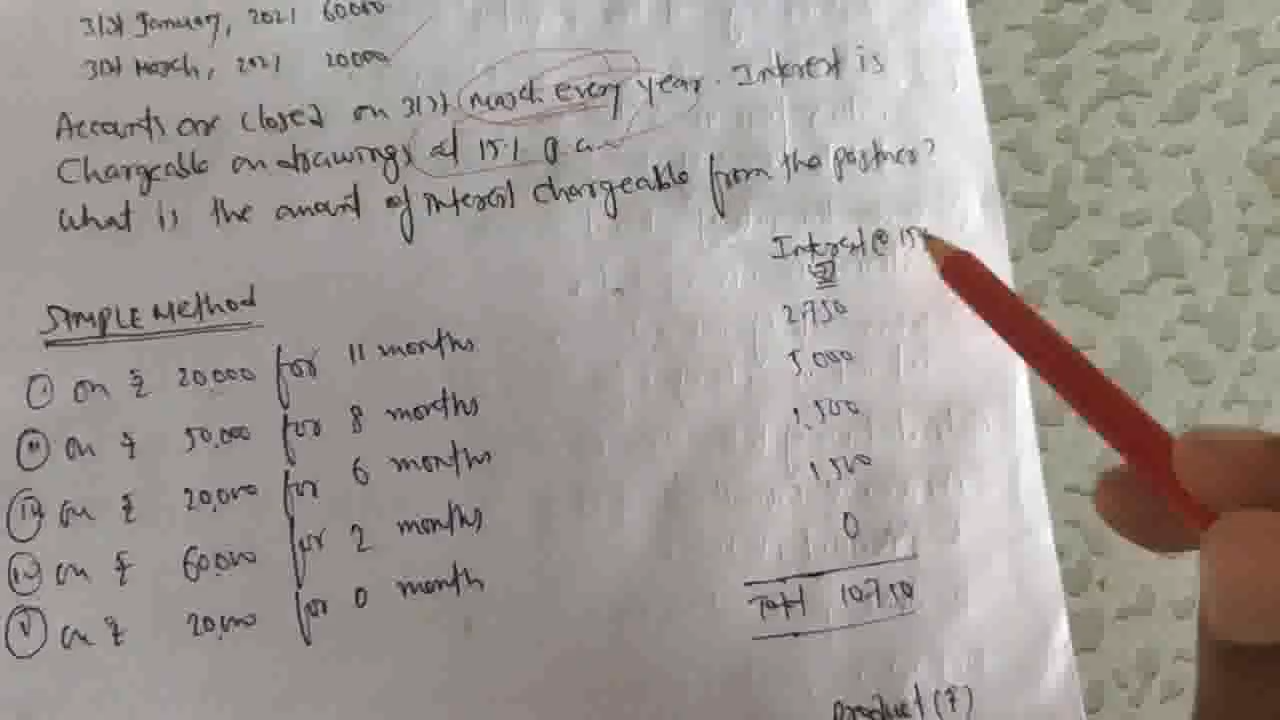 31st January, 2021 60000
31st March, 2021 20000
Accounts are closed on 31st march every year. Interest is
chargeable on drawings at 15%
What is the amount of interest chargeable from the partner?
Interest @ 15%
SIMPLE METHOD
₹
(i) on ₹ 20,000 for 11 months 2,750
(ii) on ₹ 50,000 for 8 months 5,000
(iii) on ₹ 20,000 for 6 months 1,500
(iv) on ₹ 60,000 for 2 months 1,500
(v) on ₹ 20,000 for 0 month 0
Total 10750
product (₹)